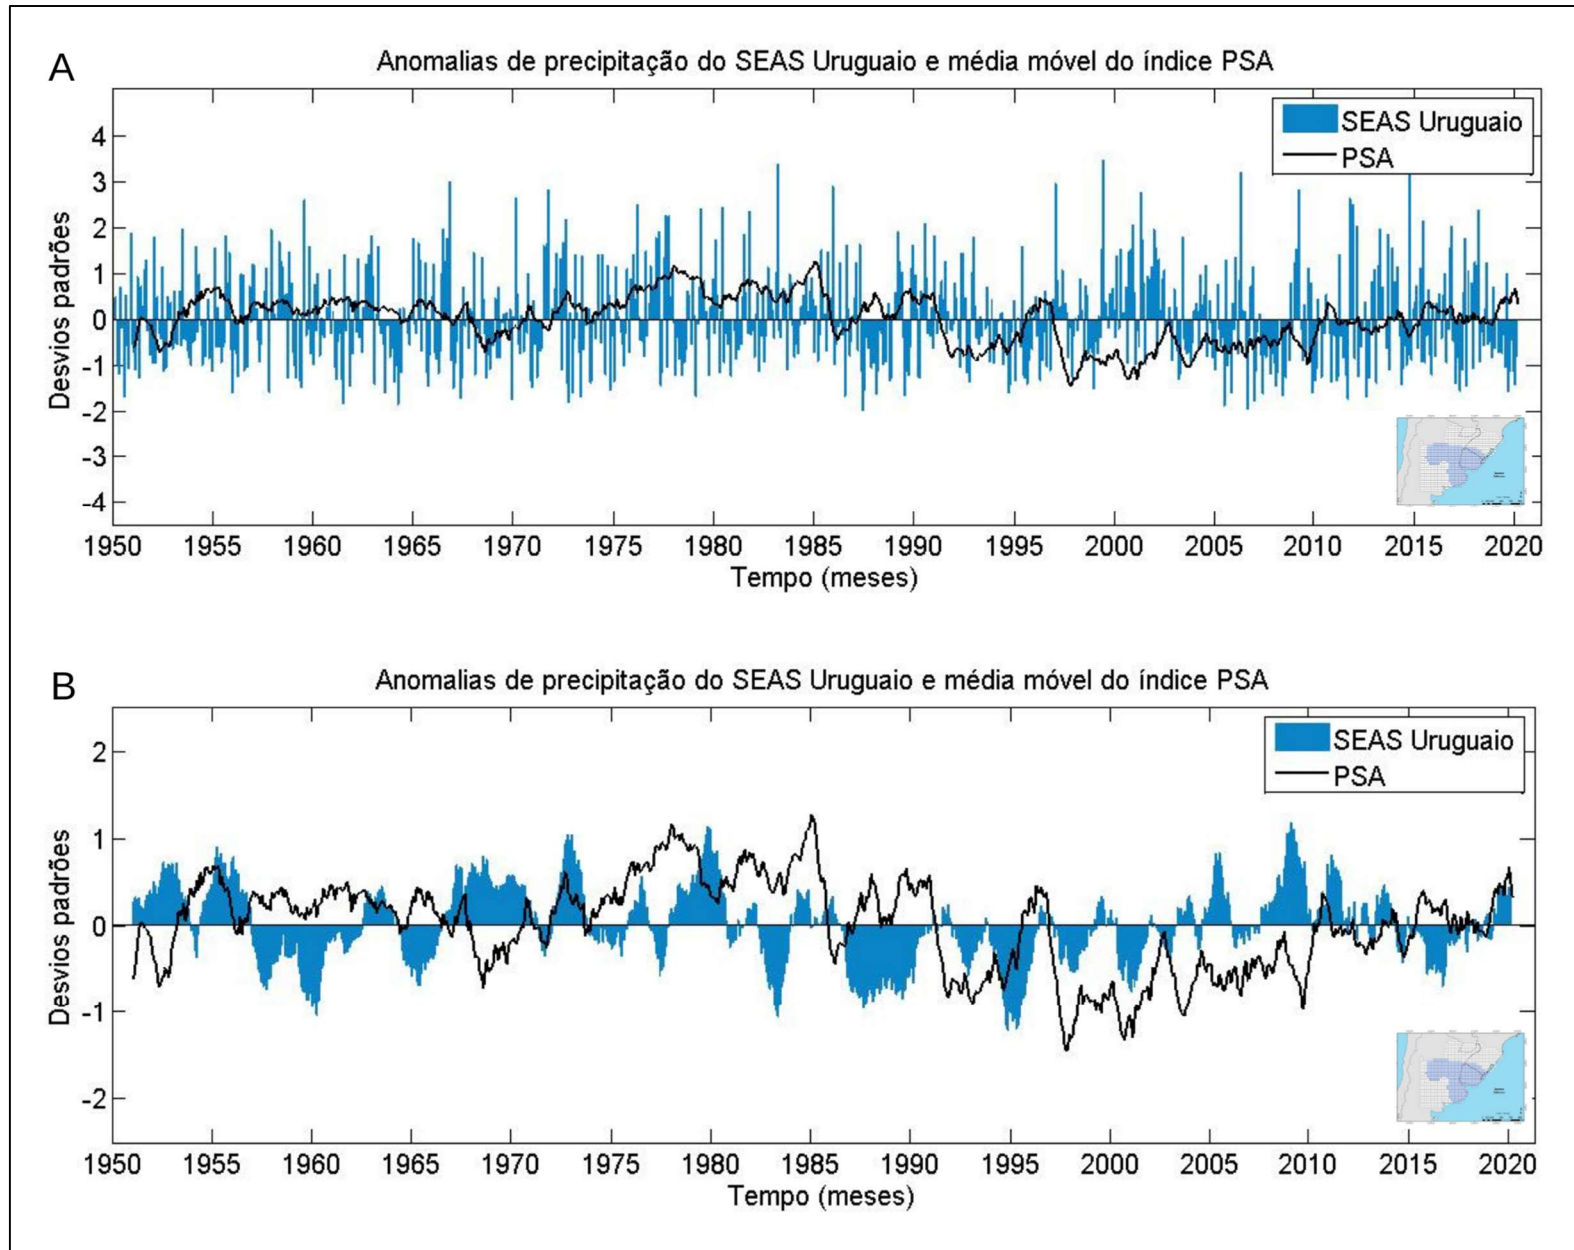 A
Anomalias de precipitação do SEAS Uruguaio e média móvel do índice PSA
SEAS Uruguaio
PSA
Desvios padrões
4
3
2
1
0
-1
-2
-3
-4
1950 1955 1960 1965 1970 1975 1980 1985 1990 1995 2000 2005 2010 2015 2020
Tempo (meses)
B
Anomalias de precipitação do SEAS Uruguaio e média móvel do índice PSA
SEAS Uruguaio
PSA
Desvios padrões
2
1
0
-1
-2
1950 1955 1960 1965 1970 1975 1980 1985 1990 1995 2000 2005 2010 2015 2020
Tempo (meses)